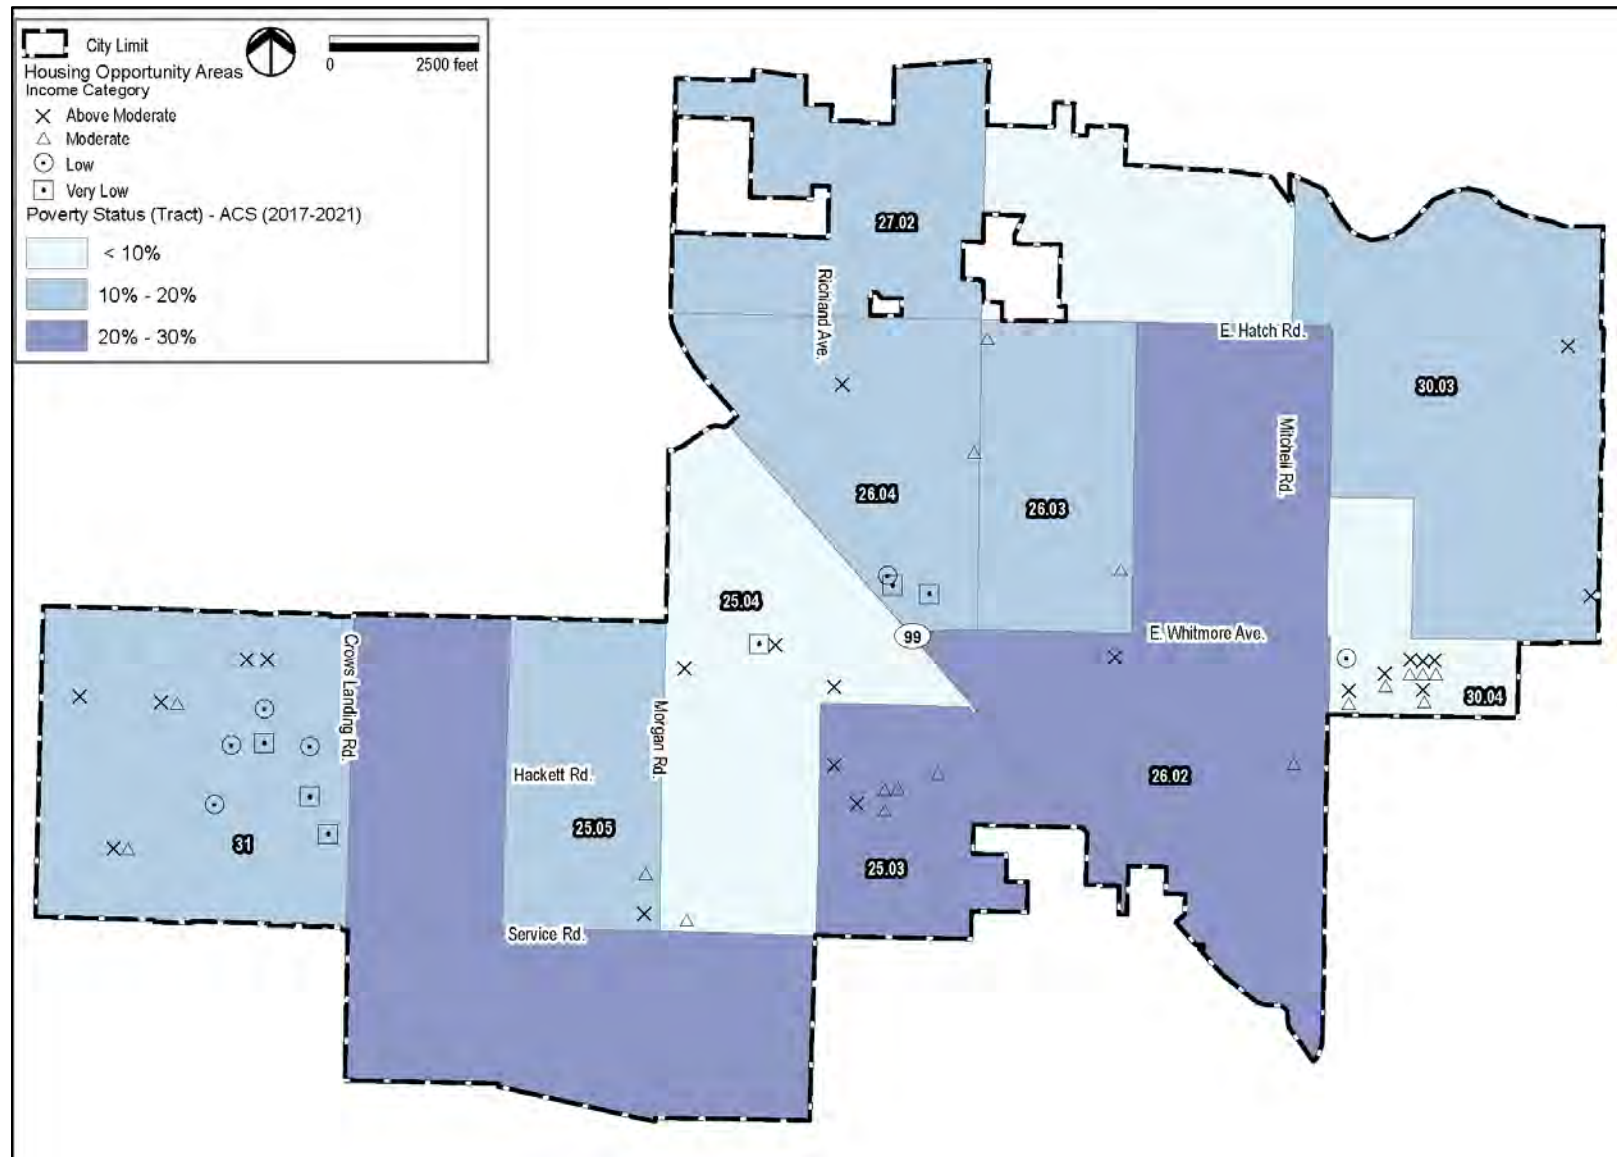 City Limit
0 2500 feet
Housing Opportunity Areas
Income Category
Above Moderate
Moderate
Low
Very Low
Poverty Status (Tract) - ACS (2017-2021)
< 10%
10% - 20%
20% - 30%
27.02
Richland Ave.
E. Hatch Rd.
30.03
Mitchell Rd.
26.04
26.03
25.04
99
E. Whitmore Ave.
Crows Landing Rd.
Morgan Rd.
30.04
Hackett Rd.
26.02
31
25.05
25.03
Service Rd.